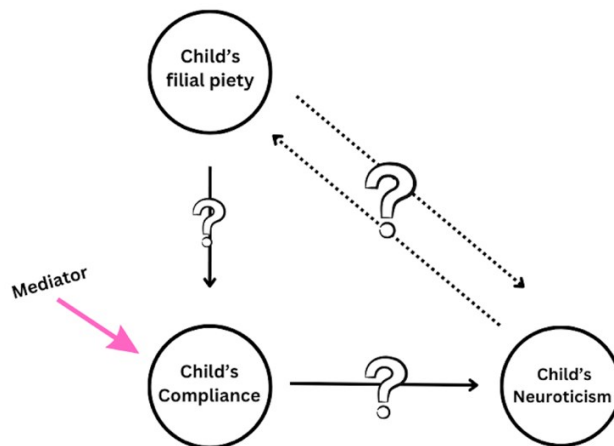 Child's
filial piety
?
?
Mediator
Child's
Compliance
?
Child's
Neuroticism